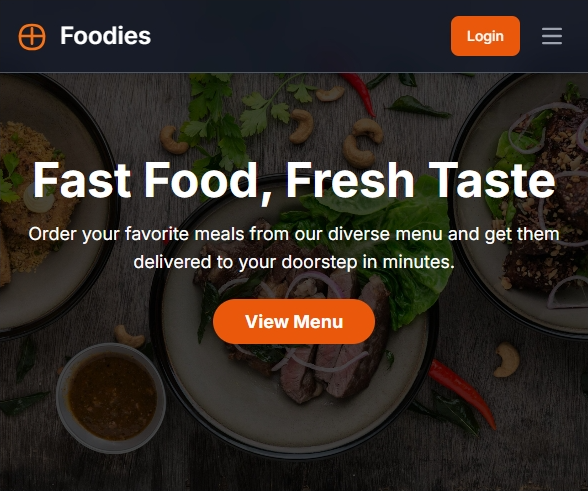 Foodies
Login
Fast Food, Fresh Taste
Order your favorite meals from our diverse menu and get them
delivered to your doorstep in minutes.
View Menu